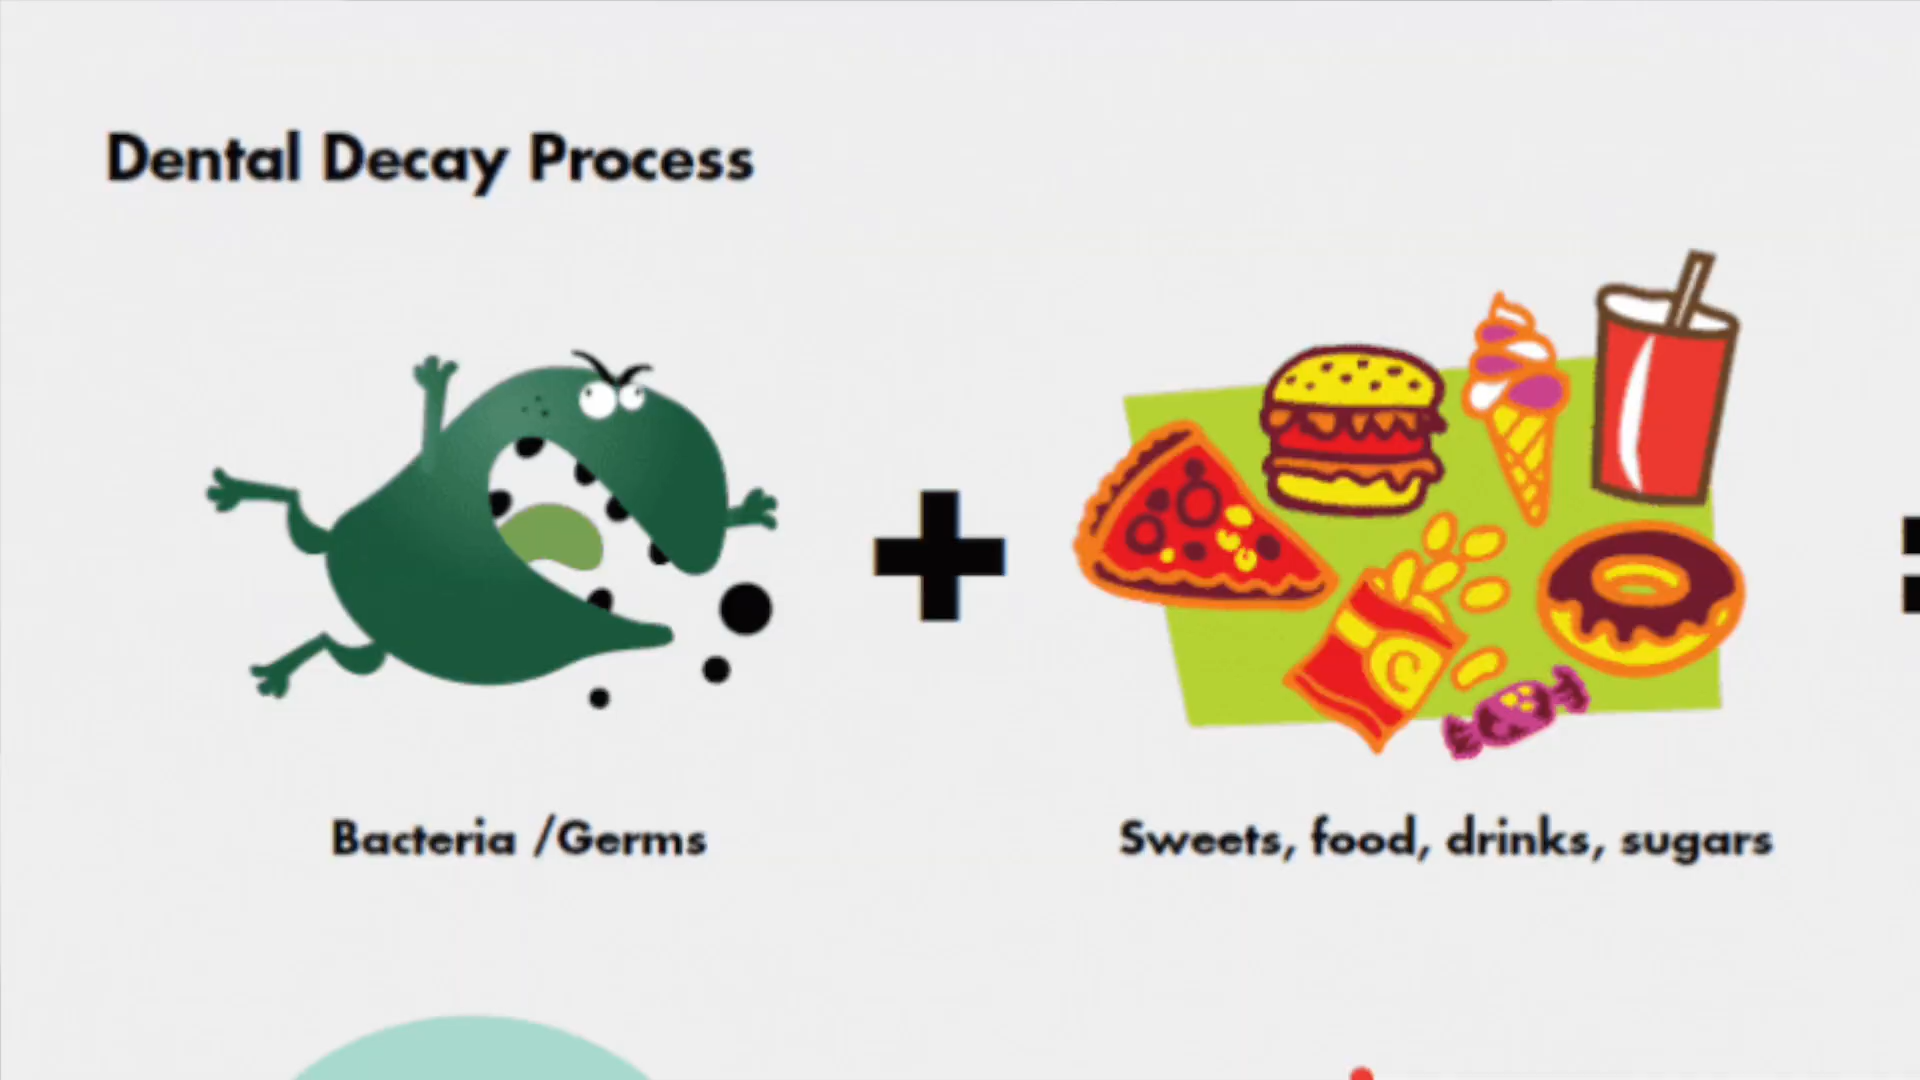 Dental Decay Process
Bacteria /Germs
Sweets, food, drinks, sugars